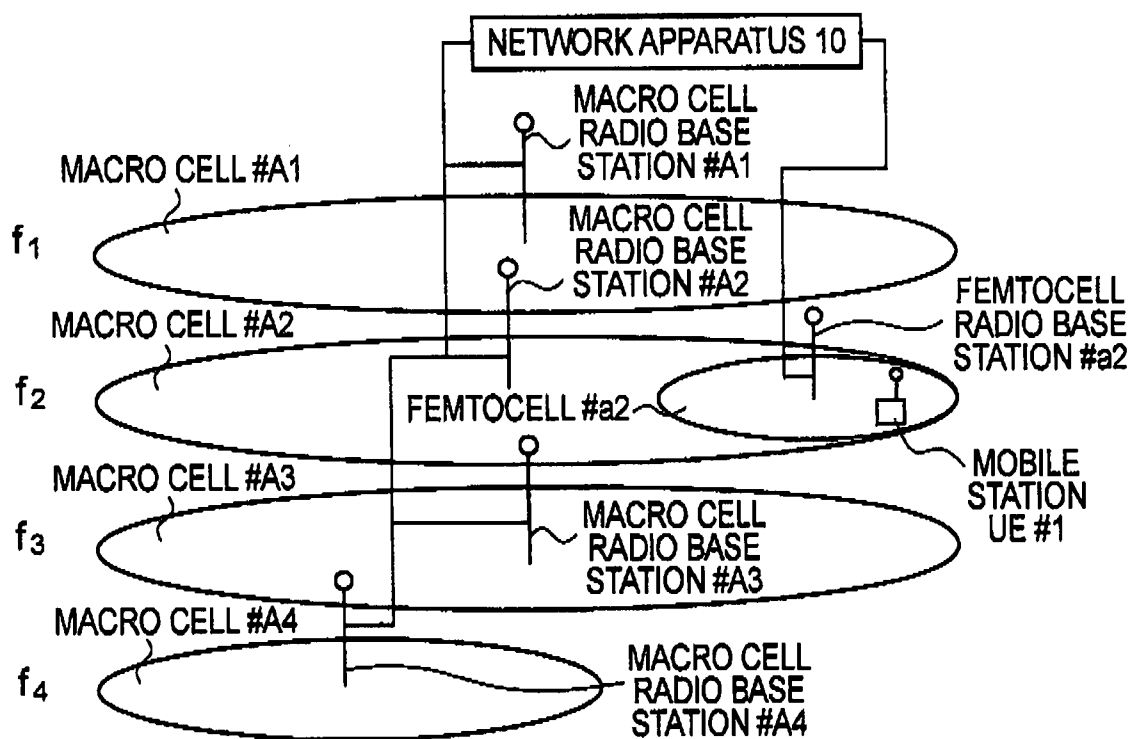 NETWORK APPARATUS 10
MACRO CELL
RADIO BASE
STATION #A1
MACRO CELL #A1
f1
MACRO CELL
RADIO BASE
STATION #A2
MACRO CELL #A2
FEMTOCELL
RADIO BASE
STATION #a2
f2
FEMTOCELL #a2
MOBILE
STATION
UE #1
MACRO CELL #A3
f3
MACRO CELL
RADIO BASE
STATION #A3
MACRO CELL #A4
f4
MACRO CELL
RADIO BASE
STATION #A4